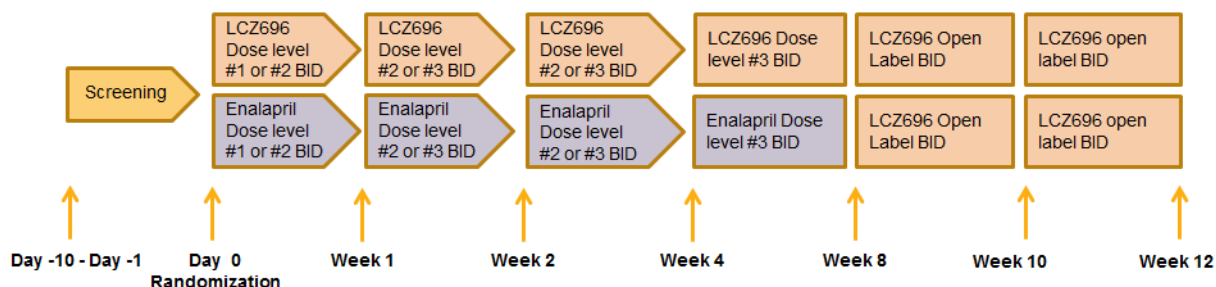 Screening
LCZ696
Dose level
#1 or #2 BID
LCZ696
Dose level
#2 or #3 BID
LCZ696
Dose level
#2 or #3 BID
LCZ696 Dose
level #3 BID
LCZ696 Open
Label BID
LCZ696 open
label BID
Enalapril
Dose level
#1 or #2 BID
Enalapril
Dose level
#2 or #3 BID
Enalapril
Dose level
#2 or #3 BID
Enalapril Dose
level #3 BID
LCZ696 Open
Label BID
LCZ696 open
label BID
Day -10 - Day -1
Day 0
Randomization
Week 1
Week 2
Week 4
Week 8
Week 10
Week 12